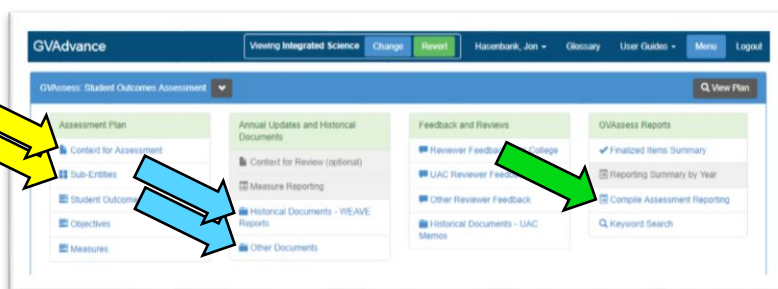 GVAdvance
Viewing Integrated Science Change Revert Hasenbank, Jon Glossary User Guides Menu Logout
GVAssess: Student Outcomes Assessment View Plan
Assessment Plan
Context for Assessment
Sub-Entities
Student
Objectives
Measures
Annual Updates and Historical
Documents
Context for Review (optional)
Measure Reporting
Historical Documents - WEAVE
Reports
Other Documents
Feedback and Reviews
Reviewer College
UAC Reviewer
Other Reviewer Feedback
Historical Documents - UAC
Memos
GVAssess Reports
Finalized Items Summary
Reporting Summary by Year
Compile Assessment Reporting
Keyword Search